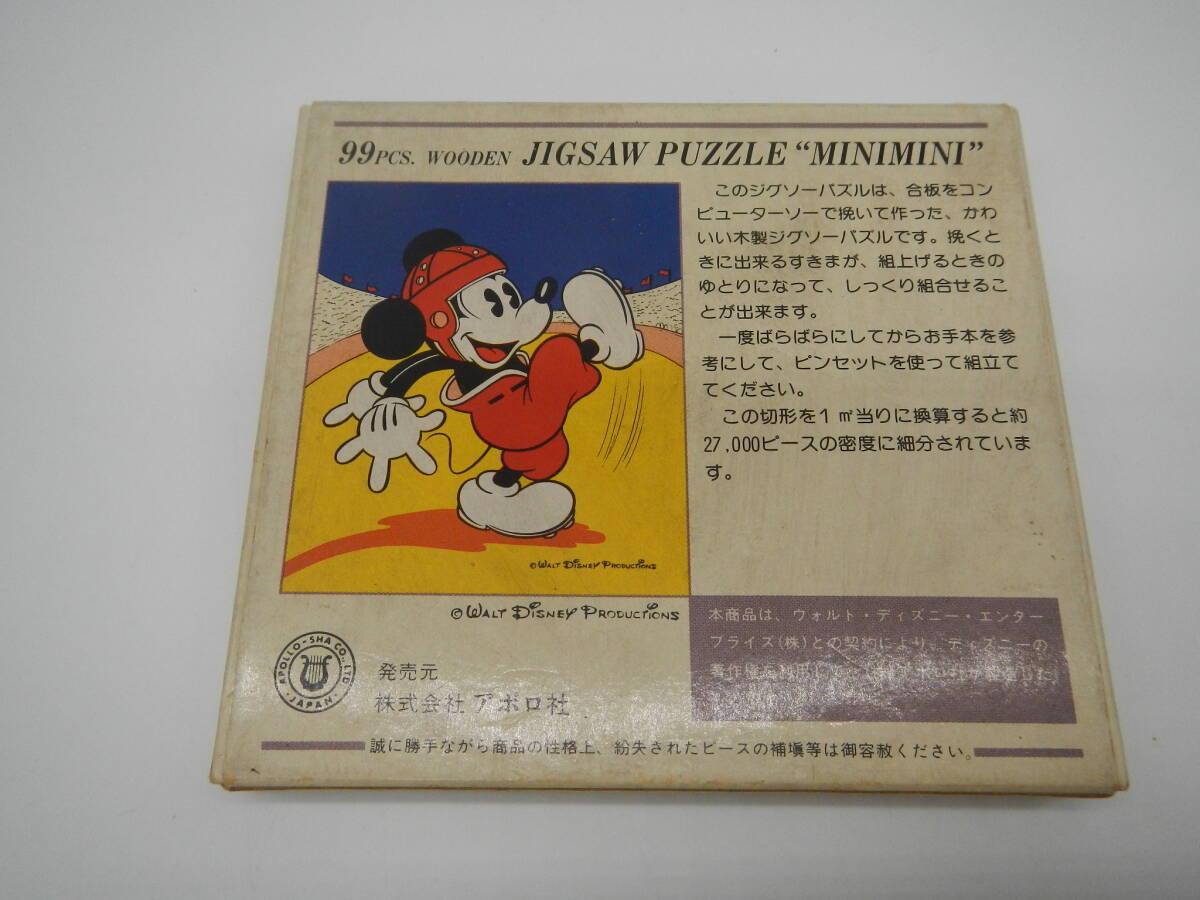 99PCS. WOODEN JIGSAW PUZZLE “MINIMINI”
このジグソーパズルは、合板をコン
ピューターソーで挽いて作った、かわ
いい木製ジグソーパズルです。挽くと
きに出来るすきまが、組上げるときの
ゆとりになって、しっくり組合せるこ
とが出来ます。
一度ばらばらにしてからお手本を参
考にして、ピンセットを使って組立て
てください。
この切形を1㎡当りに換算すると約
27,000ピースの密度に細分されていま
す。
©WALT DISNEY PRODUCTIONS
©WALT DISNEY PRODUCTIONS
本商品は、ウォルト・ディズニー・エンター
プライズ(株)との契約により、ディズニーの
著作権を
APOLLO-SHA CO., LTD.
・JAPAN・
発売元
株式会社 アポロ社
誠に勝手ながら商品の性格上、紛失されたピースの補塡等は御容赦ください。